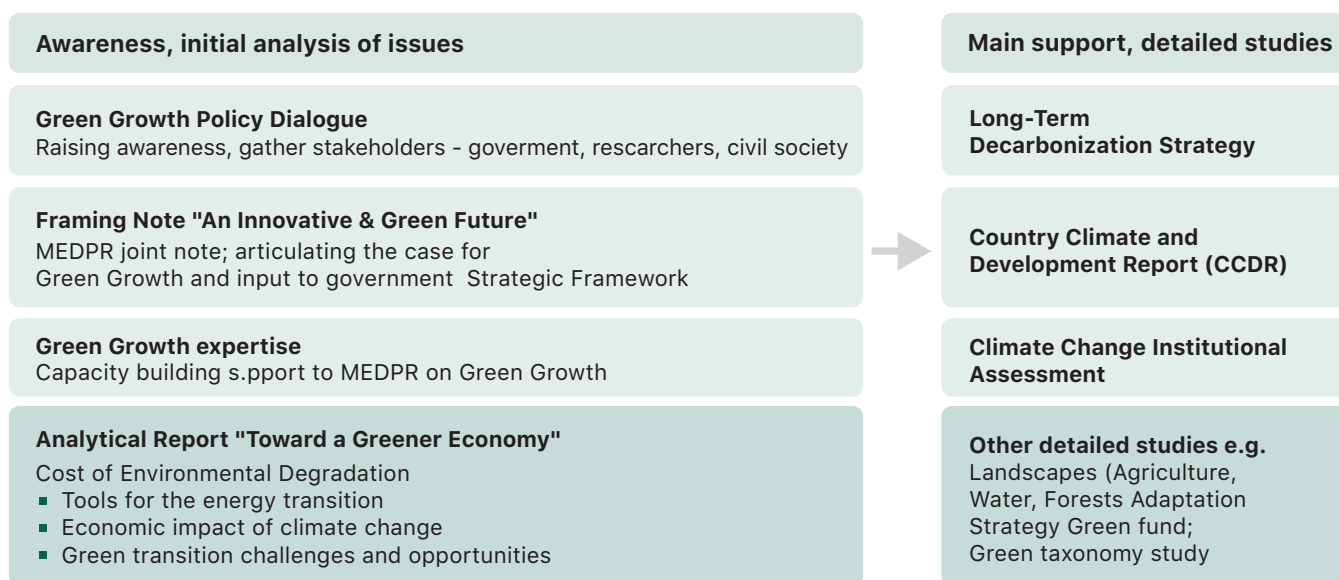 Awareness, initial analysis of issues
Green Growth Policy Dialogue
Raising awareness, gather stakeholders - goverment, rescarchers, civil society
Framing Note "An Innovative & Green Future"
MEDPR joint note; articulating the case for
Green Growth and input to government Strategic Framework
Green Growth expertise
Capacity building s.pport to MEDPR on Green Growth
Analytical Report "Toward a Greener Economy"
Cost of Environmental Degradation
▪ Tools for the energy transition
▪ Economic impact of climate change
▪ Green transition challenges and opportunities
Main support, detailed studies
Long-Term
Decarbonization Strategy
Country Climate and
Development Report (CCDR)
Climate Change Institutional
Assessment
Other detailed studies e.g.
Landscapes (Agriculture,
Water, Forests Adaptation
Strategy Green fund;
Green taxonomy study